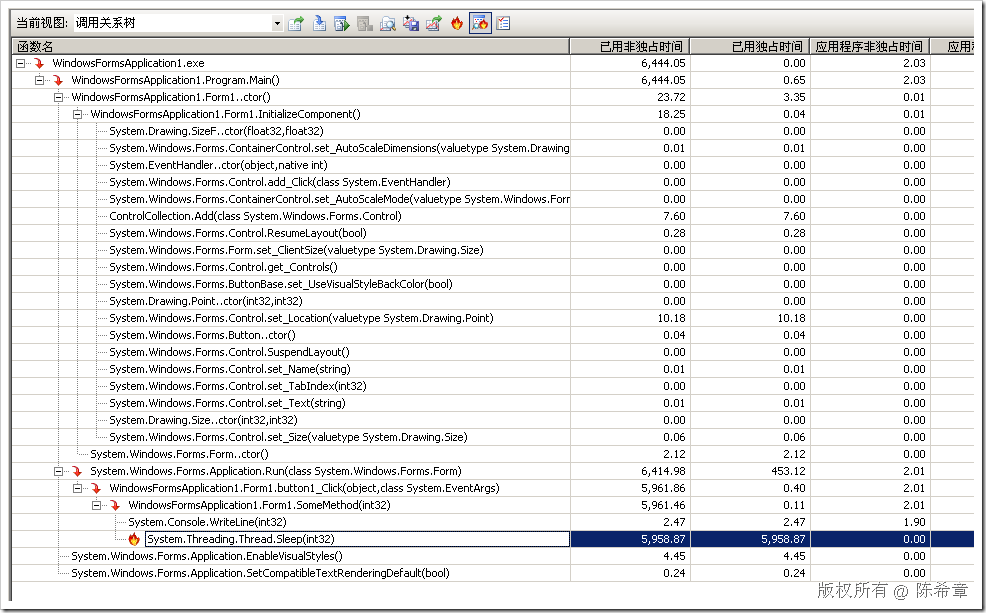 当前视图: 调用关系树
函数名 已用非独占时间 已用独占时间 应用程序非独占时间 应用
WindowsFormsApplication1.exe 6,444.05 0.00 2.03
WindowsFormsApplication1.Program.Main() 6,444.05 0.65 2.03
WindowsFormsApplication1.Form1..ctor() 23.72 3.35 0.01
WindowsFormsApplication1.Form1.InitializeComponent() 18.25 0.04 0.01
System.Drawing.SizeF..ctor(float32,float32) 0.00 0.00 0.00
System.Windows.Forms.ContainerControl.set_AutoScaleDimensions(valuetype System.Drawing 0.01 0.01 0.00
System.EventHandler..ctor(object,native int) 0.00 0.00 0.00
System.Windows.Forms.Control.add_Click(class System.EventHandler) 0.00 0.00 0.00
System.Windows.Forms.ContainerControl.set_AutoScaleMode(valuetype System.Windows.Forr 0.00 0.00 0.00
ControlCollection.Add(class System.Windows.Forms.Control) 7.60 7.60 0.00
System.Windows.Forms.Control.ResumeLayout(bool) 0.28 0.28 0.00
System.Windows.Forms.Form.set_ClientSize(valuetype System.Drawing.Size) 0.00 0.00 0.00
System.Windows.Forms.Control.get_Controls() 0.00 0.00 0.00
System.Windows.Forms.ButtonBase.set_UseVisualStyleBackColor(bool) 0.00 0.00 0.00
System.Drawing.Point..ctor(int32,int32) 0.00 0.00 0.00
System.Windows.Forms.Control.set_Location(valuetype System.Drawing.Point) 10.18 10.18 0.00
System.Windows.Forms.Button..ctor() 0.04 0.04 0.00
System.Windows.Forms.Control.SuspendLayout() 0.00 0.00 0.00
System.Windows.Forms.Control.set_Name(string) 0.01 0.01 0.00
System.Windows.Forms.Control.set_TabIndex(int32) 0.00 0.00 0.00
System.Windows.Forms.Control.set_Text(string) 0.01 0.01 0.00
System.Drawing.Size..ctor(int32,int32) 0.00 0.00 0.00
System.Windows.Forms.Control.set_Size(valuetype System.Drawing.Size) 0.06 0.06 0.00
System.Windows.Forms.Form..ctor() 2.12 2.12 0.00
System.Windows.Forms.Application.Run(class System.Windows.Forms.Form) 6,414.98 453.12 2.01
WindowsFormsApplication1.Form1.button1_Click(object,class System.EventArgs) 5,961.86 0.40 2.01
WindowsFormsApplication1.Form1.SomeMethod(int32) 5,961.46 0.11 2.01
System.Console.WriteLine(int32) 2.47 2.47 1.90
System.Threading.Thread.Sleep(int32) 5,958.87 5,958.87 0.00
System.Windows.Forms.Application.EnableVisualStyles() 4.45 4.45 0.00
System.Windows.Forms.Application.SetCompatibleTextRenderingDefault(bool) 0.24 0.24 0.00
版权所有 @ 陈希章